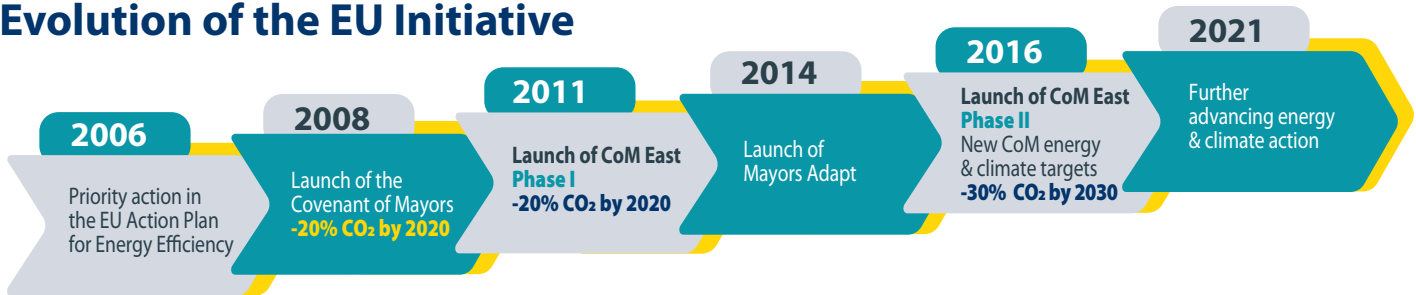 Evolution of the EU Initiative
2006
Priority action in
the EU Action Plan
for Energy Efficiency
2008
Launch of the
Covenant of Mayors
-20% CO₂ by 2020
2011
Launch of CoM East
Phase I
-20% CO₂ by 2020
2014
Launch of
Mayors Adapt
2016
Launch of CoM East
Phase II
New CoM energy
& climate targets
-30% CO₂ by 2030
2021
Further
advancing energy
& climate action